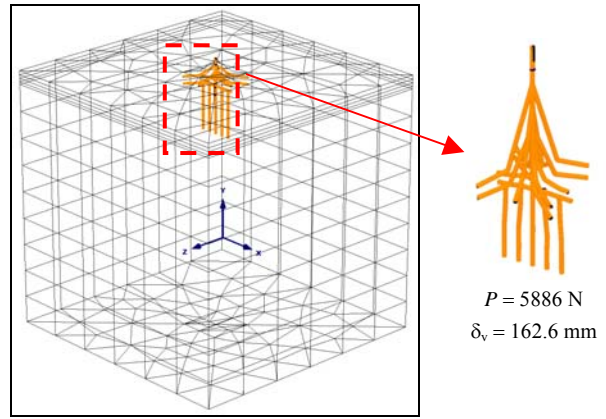 Y
Z
X
P = 5886 N
δv = 162.6 mm